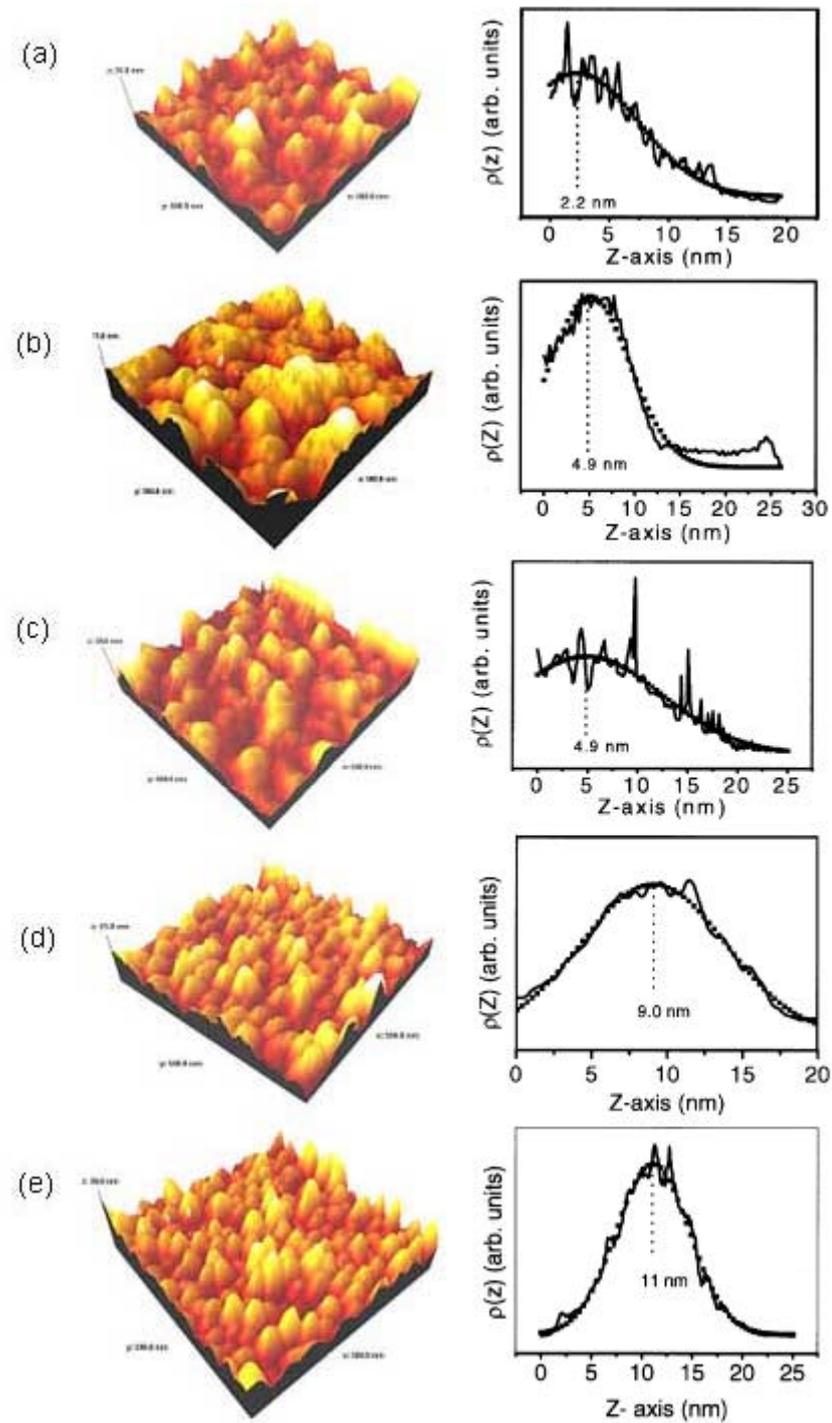 (a)
ρ(z) (arb. units)
2.2 nm
0 5 10 15 20
Z-axis (nm)
(b)
ρ(Z) (arb. units)
4.9 nm
0 5 10 15 20 25 30
Z-axis (nm)
(c)
ρ(Z) (arb. units)
4.9 nm
0 5 10 15 20 25
Z-axis (nm)
(d)
ρ(Z) (arb. units)
9.0 nm
0 5 10 15 20
Z-axis (nm)
(e)
ρ(z) (arb. units)
11 nm
0 5 10 15 20 25
Z- axis (nm)